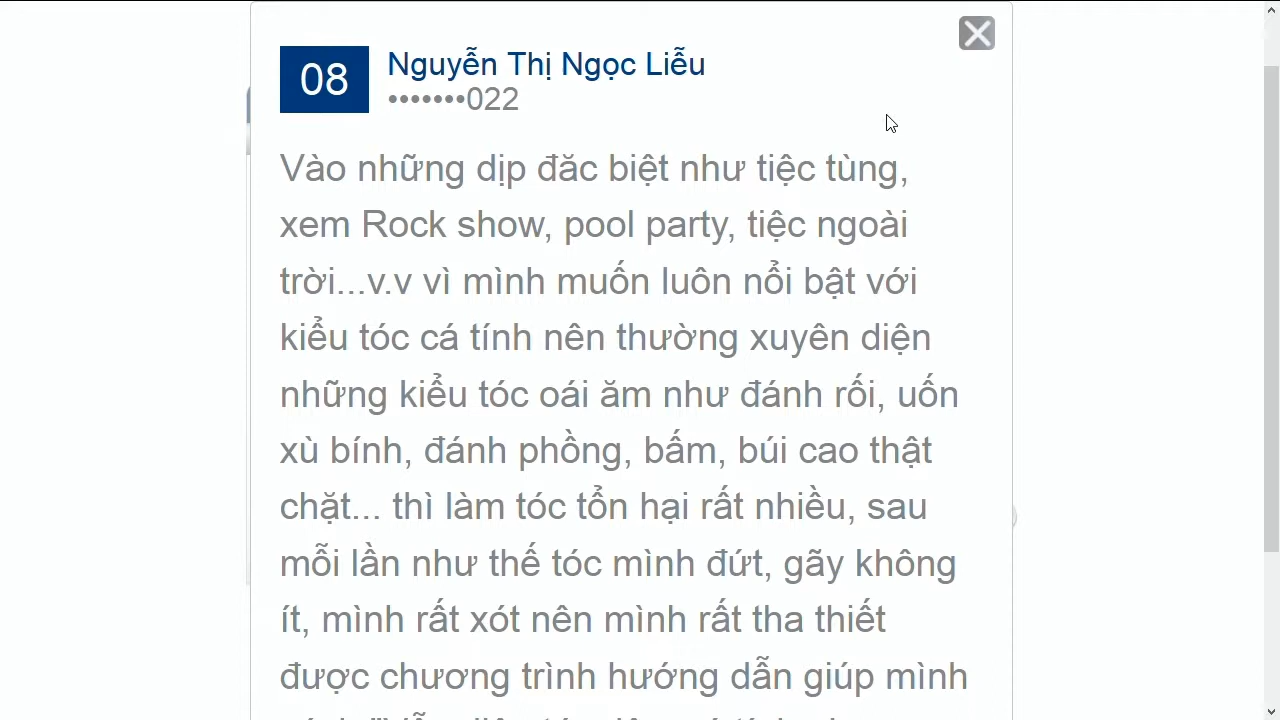 08
Nguyễn Thị Ngọc Liễu
•••••••022
Vào những dịp đăc biệt như tiệc tùng,
xem Rock show, pool party, tiệc ngoài
trời...v.v vì mình muốn luôn nổi bật với
kiểu tóc cá tính nên thường xuyên diện
những kiểu tóc oái ăm như đánh rối, uốn
xù bính, đánh phồng, bấm, búi cao thật
chặt... thì làm tóc tổn hại rất nhiều, sau
mỗi lần như thế tóc mình đứt, gãy không
ít, mình rất xót nên mình rất tha thiết
được chương trình hướng dẫn giúp mình